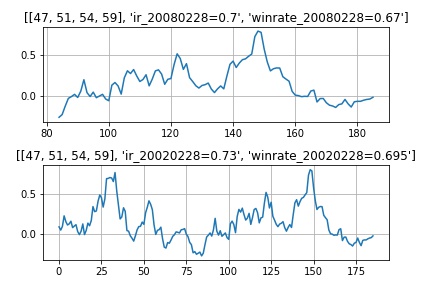 [[47, 51, 54, 59], 'ir_20080228=0.7', 'winrate_20080228=0.67']
0.5
0.0
80 100 120 140 160 180
[[47, 51, 54, 59], 'ir_20020228=0.73', 'winrate_20020228=0.695']
0.5
0.0
0 25 50 75 100 125 150 175